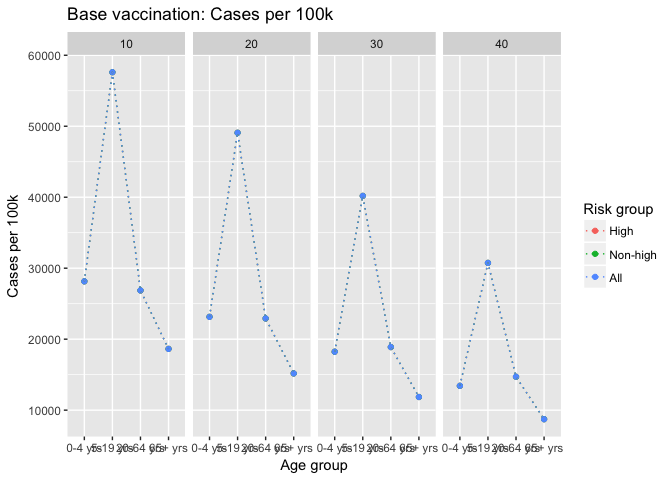 Base vaccination: Cases per 100k
10 20 30 40
60000
50000
40000
30000
20000
10000
Cases per 100k
0-4 yrs 5-19 yrs 20-64 yrs 65+ yrs 0-4 yrs 5-19 yrs 20-64 yrs 65+ yrs 0-4 yrs 5-19 yrs 20-64 yrs 65+ yrs 0-4 yrs 5-19 yrs 20-64 yrs 65+ yrs
Age group
Risk group
High
Non-high
All